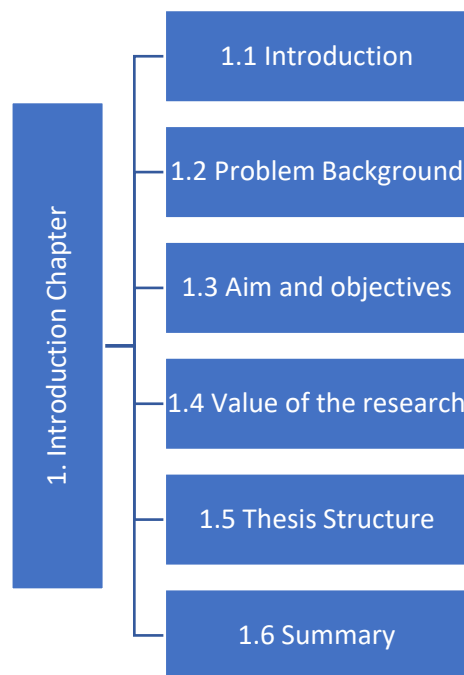 1. Introduction Chapter
1.1 Introduction
1.2 Problem Background
1.3 Aim and objectives
1.4 Value of the research
1.5 Thesis Structure
1.6 Summary